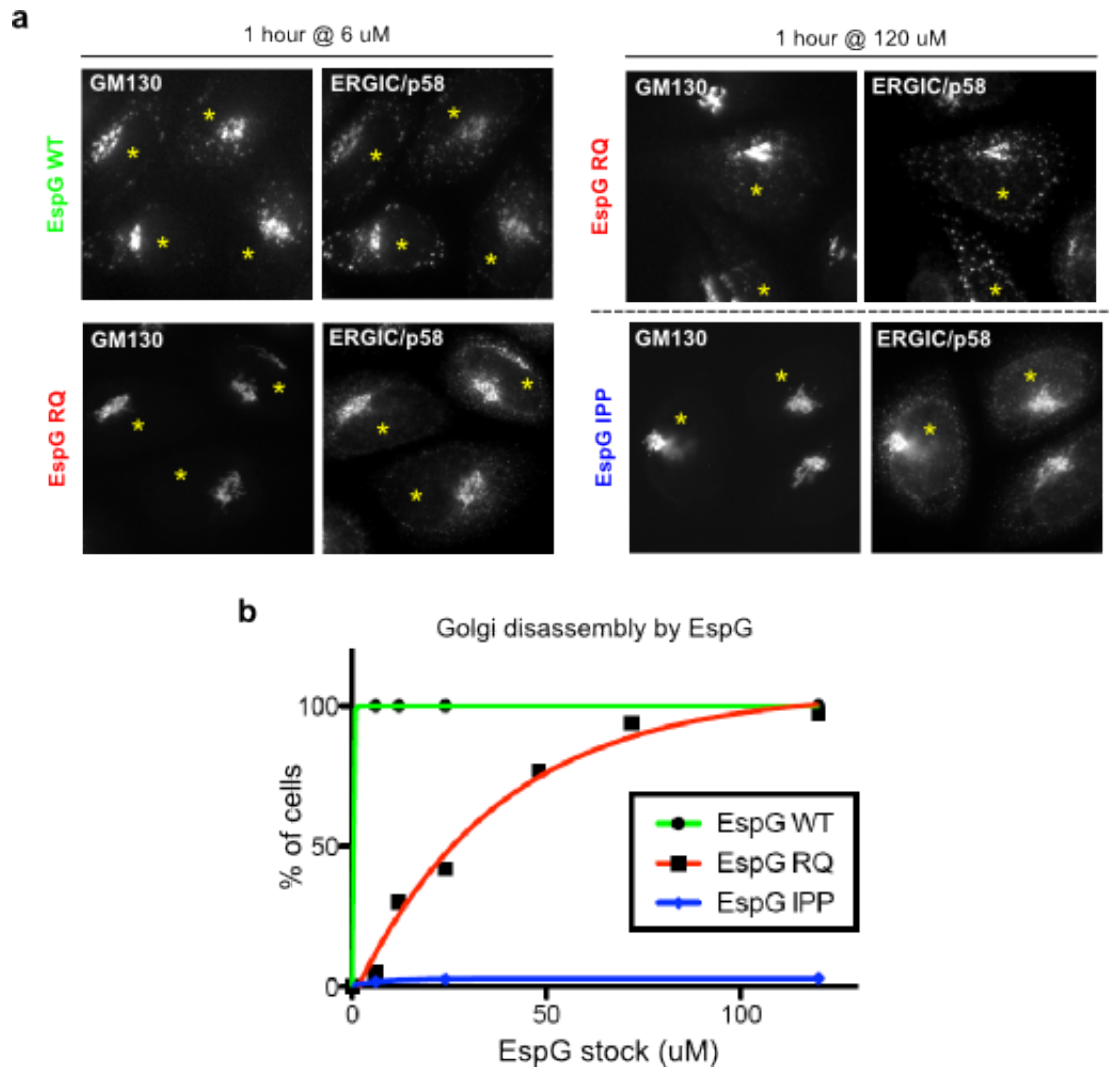 a
1 hour @ 6 uM
1 hour @ 120 uM
EspG WT
GM130
ERGIC/p58
EspG RQ
GM130
ERGIC/p58
EspG RQ
GM130
ERGIC/p58
EspG IPP
GM130
ERGIC/p58
b
Golgi disassembly by EspG
% of cells
100
50
0
0
50
100
EspG stock (uM)
EspG WT
EspG RQ
EspG IPP